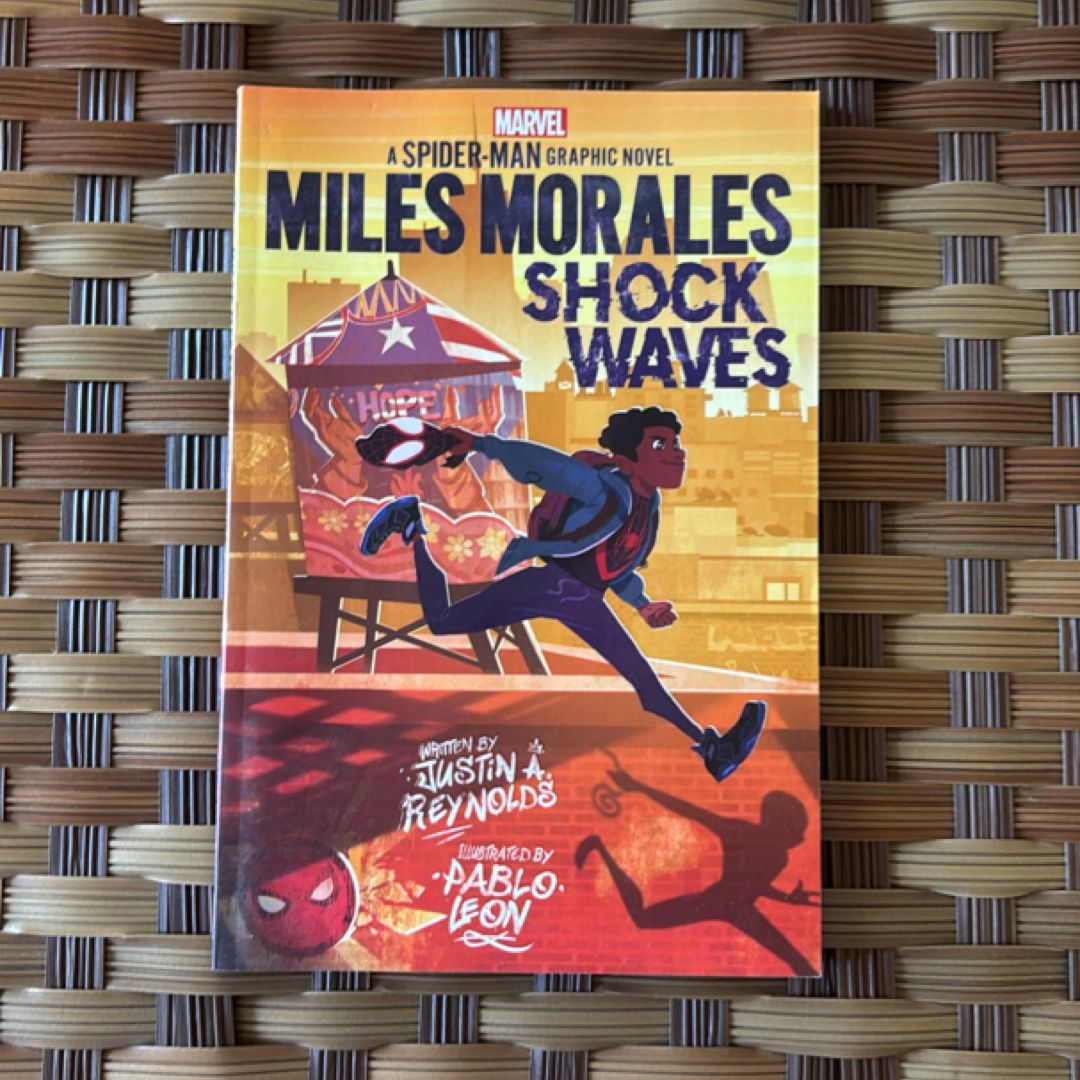 MARVEL
A SPIDER-MAN GRAPHIC NOVEL
MILES MORALES
SHOCK
WAVES
HOPE
WRITTEN BY
JUSTIN A.
REYNOLDS
ILLUSTRATED BY
PABLO
LEON